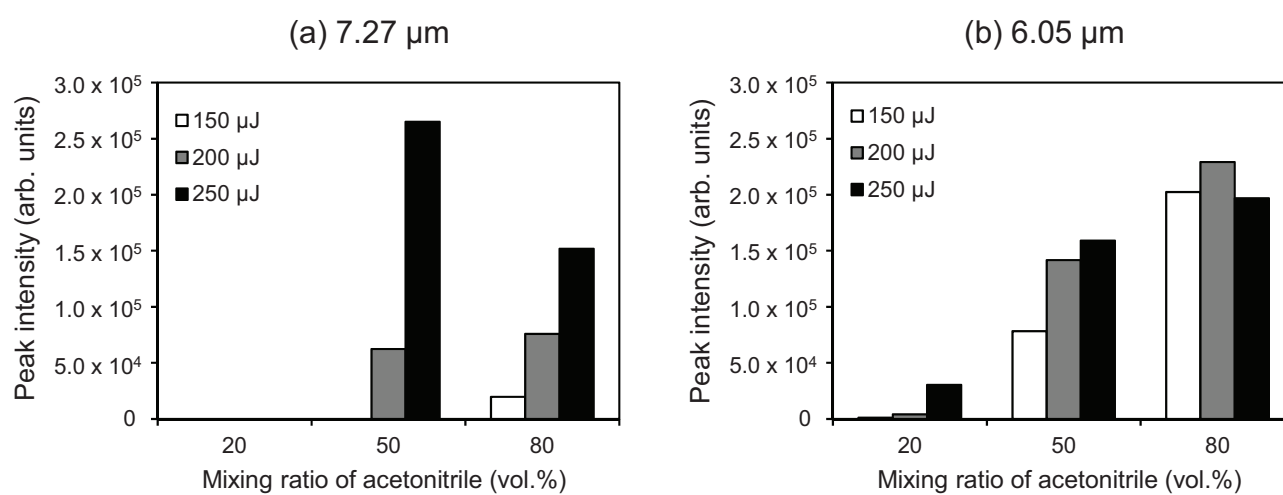 (a) 7.27 µm
Peak intensity (arb. units)
3.0 x 10⁵
2.5 x 10⁵
2.0 x 10⁵
1.5 x 10⁵
1.0 x 10⁵
5.0 x 10⁴
0
150 µJ
200 µJ
250 µJ
20 50 80
Mixing ratio of acetonitrile (vol.%)
(b) 6.05 µm
Peak intensity (arb. units)
3.0 x 10⁵
2.5 x 10⁵
2.0 x 10⁵
1.5 x 10⁵
1.0 x 10⁵
5.0 x 10⁴
0
150 µJ
200 µJ
250 µJ
20 50 80
Mixing ratio of acetonitrile (vol.%)